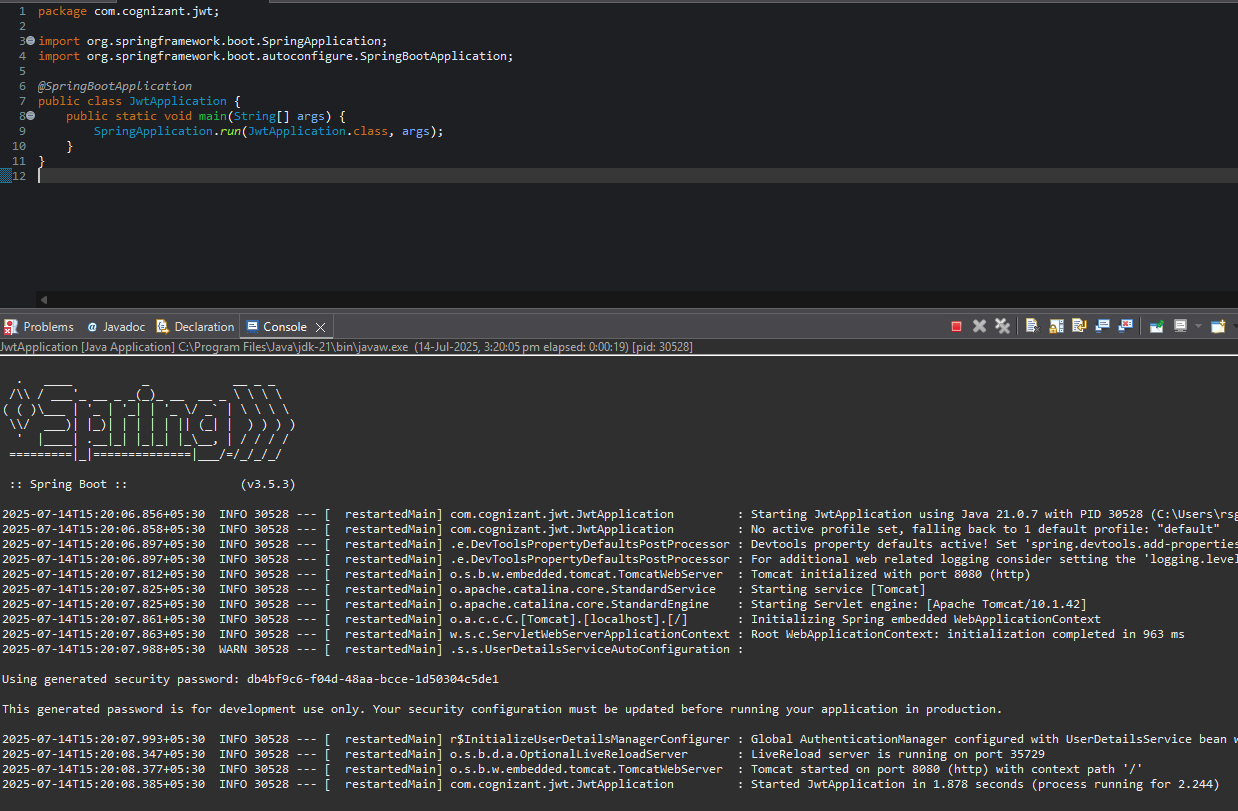 1 package com.cognizant.jwt;
2
3 import org.springframework.boot.SpringApplication;
4 import org.springframework.boot.autoconfigure.SpringBootApplication;
5
6 @SpringBootApplication
7 public class JwtApplication {
8     public static void main(String[] args) {
9         SpringApplication.run(JwtApplication.class, args);
10     }
11 }
12
Problems @ Javadoc Declaration Console
JwtApplication [Java Application] C:\Program Files\Java\jdk-21\bin\javaw.exe (14-Jul-2025, 3:20:05 pm elapsed: 0:00:19) [pid: 30528]
Spring
:: Spring Boot ::                (v3.5.3)
2025-07-14T15:20:06.856+05:30  INFO 30528 --- [  restartedMain] com.cognizant.jwt.JwtApplication         : Starting JwtApplication using Java 21.0.7 with PID 30528 (C:\Users\rsg
2025-07-14T15:20:06.858+05:30  INFO 30528 --- [  restartedMain] com.cognizant.jwt.JwtApplication         : No active profile set, falling back to 1 default profile: "default"
2025-07-14T15:20:06.897+05:30  INFO 30528 --- [  restartedMain] .e.DevToolsPropertyDefaultsPostProcessor : Devtools property defaults active! Set 'spring.devtools.add-properties
2025-07-14T15:20:06.897+05:30  INFO 30528 --- [  restartedMain] .e.DevToolsPropertyDefaultsPostProcessor : For additional web related logging consider setting the 'logging.level
2025-07-14T15:20:07.812+05:30  INFO 30528 --- [  restartedMain] o.s.b.w.embedded.tomcat.TomcatWebServer  : Tomcat initialized with port 8080 (http)
2025-07-14T15:20:07.825+05:30  INFO 30528 --- [  restartedMain] o.apache.catalina.core.StandardService   : Starting service [Tomcat]
2025-07-14T15:20:07.825+05:30  INFO 30528 --- [  restartedMain] o.apache.catalina.core.StandardEngine    : Starting Servlet engine: [Apache Tomcat/10.1.42]
2025-07-14T15:20:07.861+05:30  INFO 30528 --- [  restartedMain] o.a.c.c.C.[Tomcat].[localhost].[/]       : Initializing Spring embedded WebApplicationContext
2025-07-14T15:20:07.863+05:30  INFO 30528 --- [  restartedMain] w.s.c.ServletWebServerApplicationContext : Root WebApplicationContext: initialization completed in 963 ms
2025-07-14T15:20:07.988+05:30  WARN 30528 --- [  restartedMain] .s.s.UserDetailsServiceAutoConfiguration :
Using generated security password: db4bf9c6-f04d-48aa-bcce-1d50304c5de1
This generated password is for development use only. Your security configuration must be updated before running your application in production.
2025-07-14T15:20:07.993+05:30  INFO 30528 --- [  restartedMain] r$InitializeUserDetailsManagerConfigurer : Global AuthenticationManager configured with UserDetailsService bean w
2025-07-14T15:20:08.347+05:30  INFO 30528 --- [  restartedMain] o.s.b.d.a.OptionalLiveReloadServer       : LiveReload server is running on port 35729
2025-07-14T15:20:08.377+05:30  INFO 30528 --- [  restartedMain] o.s.b.w.embedded.tomcat.TomcatWebServer  : Tomcat started on port 8080 (http) with context path '/'
2025-07-14T15:20:08.385+05:30  INFO 30528 --- [  restartedMain] com.cognizant.jwt.JwtApplication         : Started JwtApplication in 1.878 seconds (process running for 2.244)